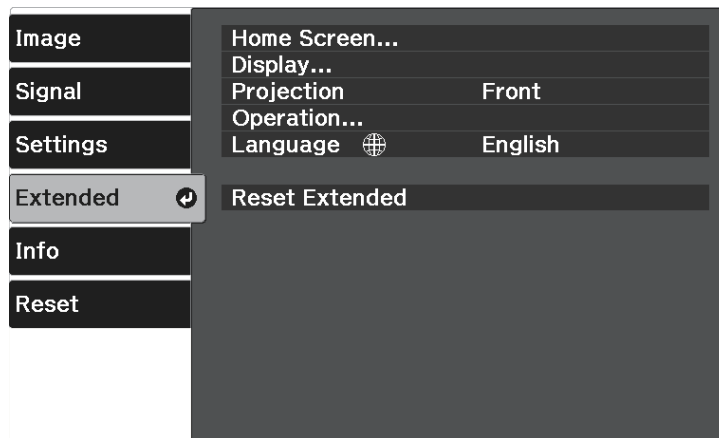 Image
Signal
Settings
Extended
Info
Reset
Home Screen...
Display...
Projection Front
Operation...
Language English
Reset Extended